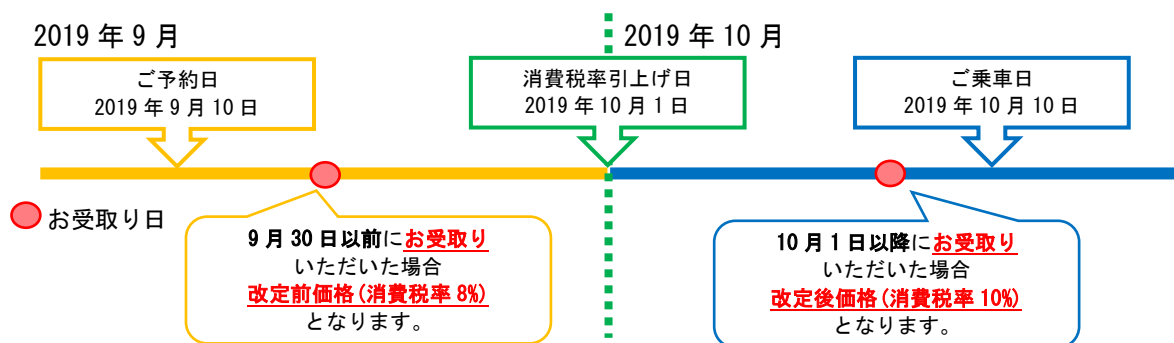 2019 年 9 月
2019 年 10 月
ご予約日
2019 年 9 月 10 日
消費税率引上げ日
2019 年 10 月 1 日
ご乗車日
2019 年 10 月 10 日
お受取り日
9 月 30 日以前にお受取り
いただいた場合
改定前価格(消費税率 8%)
となります。
10 月 1 日以降にお受取り
いただいた場合
改定後価格(消費税率 10%)
となります。